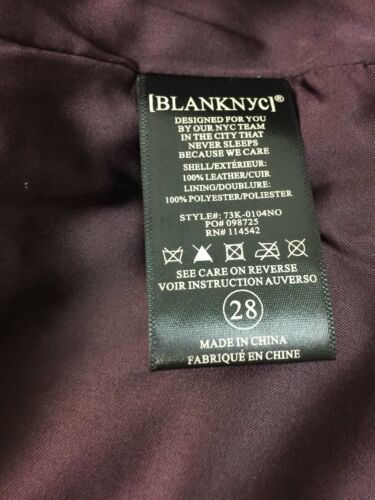 [BLANKNYC]®
DESIGNED FOR YOU
BY OUR NYC TEAM
IN THE CITY THAT
NEVER SLEEPS
BECAUSE WE CARE
SHELL/EXTÉRIEUR:
100% LEATHER/CUIR
LINING/DOUBLURE:
100% POLYESTER/POLIESTER
STYLE#: 73K-0104NO
PO# 098725
RN# 114542
SEE CARE ON REVERSE
VOIR INSTRUCTION AUVERSO
28
MADE IN CHINA
FABRIQUÉ EN CHINE